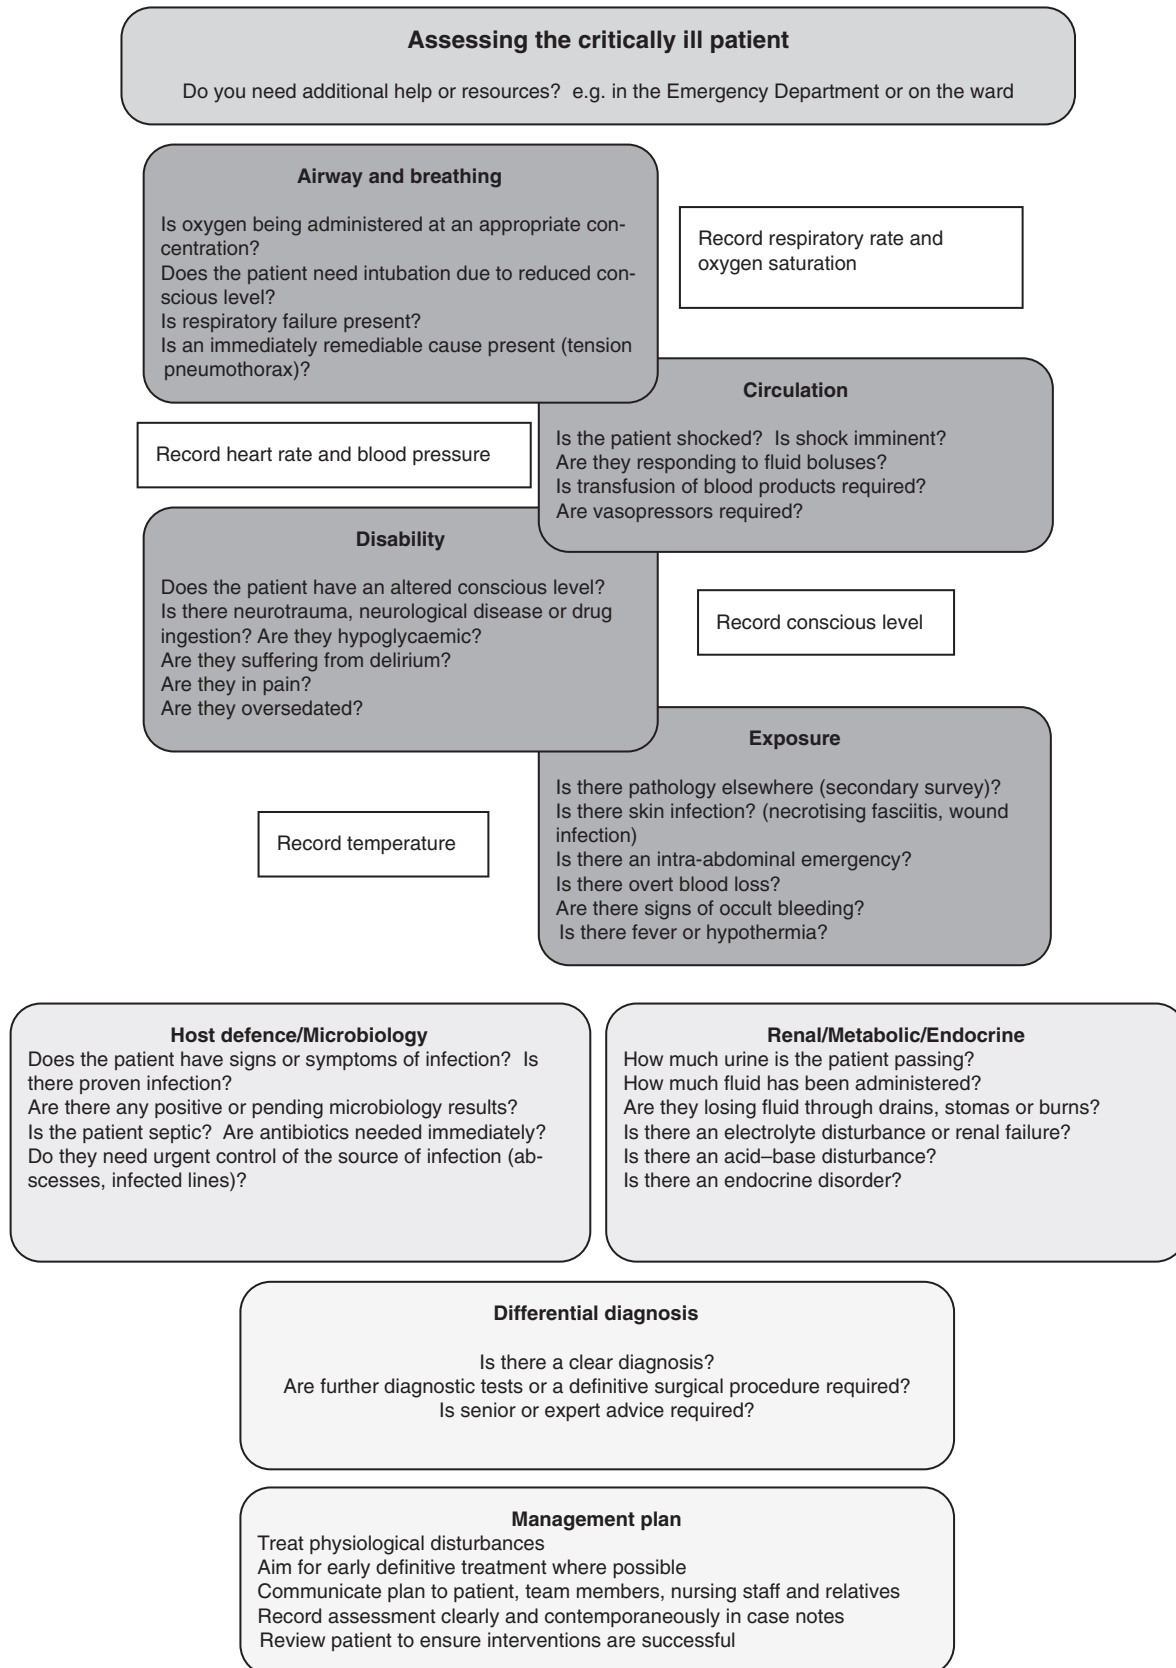 Assessing the critically ill patient
Do you need additional help or resources?  e.g. in the Emergency Department or on the ward
Airway and breathing
Is oxygen being administered at an appropriate con-
centration?
Does the patient need intubation due to reduced con-
scious level?
Is respiratory failure present?
Is an immediately remediable cause present (tension
pneumothorax)?
Record respiratory rate and
oxygen saturation
Circulation
Is the patient shocked?  Is shock imminent?
Are they responding to fluid boluses?
Is transfusion of blood products required?
Are vasopressors required?
Record heart rate and blood pressure
Disability
Does the patient have an altered conscious level?
Is there neurotrauma, neurological disease or drug
ingestion? Are they hypoglycaemic?
Are they suffering from delirium?
Are they in pain?
Are they oversedated?
Record conscious level
Exposure
Is there pathology elsewhere (secondary survey)?
Is there skin infection? (necrotising fasciitis, wound
infection)
Is there an intra-abdominal emergency?
Is there overt blood loss?
Are there signs of occult bleeding?
Is there fever or hypothermia?
Record temperature
Host defence/Microbiology
Does the patient have signs or symptoms of infection?  Is
there proven infection?
Are there any positive or pending microbiology results?
Is the patient septic?  Are antibiotics needed immediately?
Do they need urgent control of the source of infection (ab-
scesses, infected lines)?
Renal/Metabolic/Endocrine
How much urine is the patient passing?
How much fluid has been administered?
Are they losing fluid through drains, stomas or burns?
Is there an electrolyte disturbance or renal failure?
Is there an acid–base disturbance?
Is there an endocrine disorder?
Differential diagnosis
Is there a clear diagnosis?
Are further diagnostic tests or a definitive surgical procedure required?
Is senior or expert advice required?
Management plan
Treat physiological disturbances
Aim for early definitive treatment where possible
Communicate plan to patient, team members, nursing staff and relatives
Record assessment clearly and contemporaneously in case notes
Review patient to ensure interventions are successful